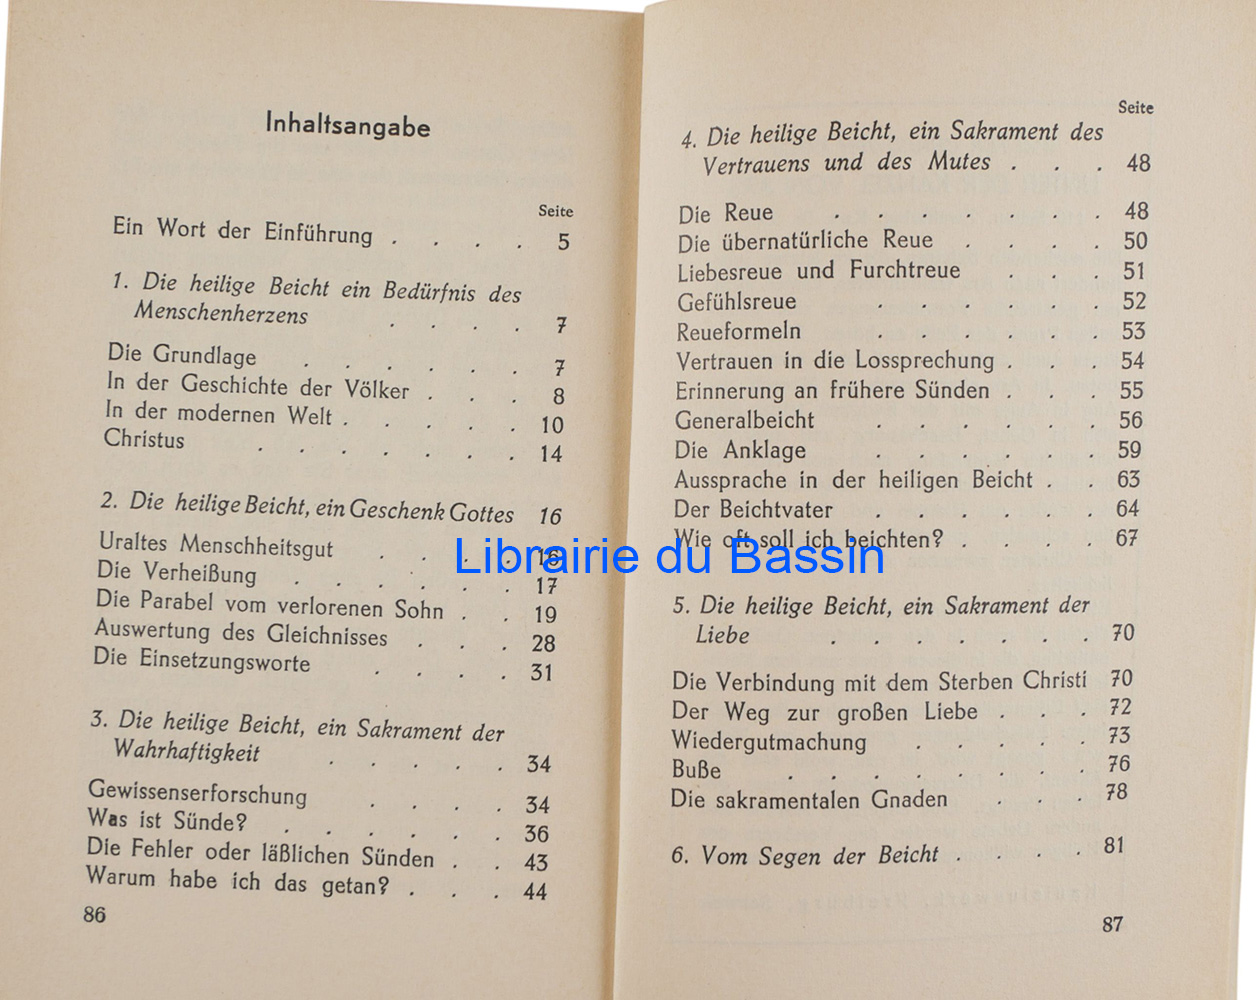 Inhaltsangabe
Seite
Ein Wort der Einführung . . . . 5
1. Die heilige Beicht ein Bedürfnis des
Menschenherzens . . . . 7
Die Grundlage . . . . . . 7
In der Geschichte der Völker . . . 8
In der modernen Welt . . . . . 10
Christus . . . . . . . 14
2. Die heilige Beicht, ein Geschenk Gottes 16
Uraltes Menschheitsgut . . . . 16
Die Verheißung . . . . . . 17
Die Parabel vom verlorenen Sohn . . 19
Auswertung des Gleichnisses . . . 28
Die Einsetzungsworte . . . . 31
3. Die heilige Beicht, ein Sakrament der
Wahrhaftigkeit . . . . . 34
Gewissenserforschung . . . . 34
Was ist Sünde? . . . . . . 36
Die Fehler oder läßlichen Sünden . . 43
Warum habe ich das getan? . . . 44
86
Seite
4. Die heilige Beicht, ein Sakrament des
Vertrauens und des Mutes . . . 48
Die Reue . . . . . . . 48
Die übernatürliche Reue . . . . 50
Liebesreue und Furchtreue . . . 51
Gefühlsreue . . . . . . 52
Reueformeln . . . . . . 53
Vertrauen in die Lossprechung . . . 54
Erinnerung an frühere Sünden . . . 55
Generalbeicht . . . . . . 56
Die Anklage . . . . . . 59
Aussprache in der heiligen Beicht . . 63
Der Beichtvater . . . . . . 64
Wie oft soll ich beichten? . . . . 67
5. Die heilige Beicht, ein Sakrament der
Liebe . . . . . . . 70
Die Verbindung mit dem Sterben Christi 70
Der Weg zur großen Liebe . . . 72
Wiedergutmachung . . . . . 73
Buße . . . . . . . . 76
Die sakramentalen Gnaden . . . 78
6. Vom Segen der Beicht . . . . 81
87
Librairie du Bassin